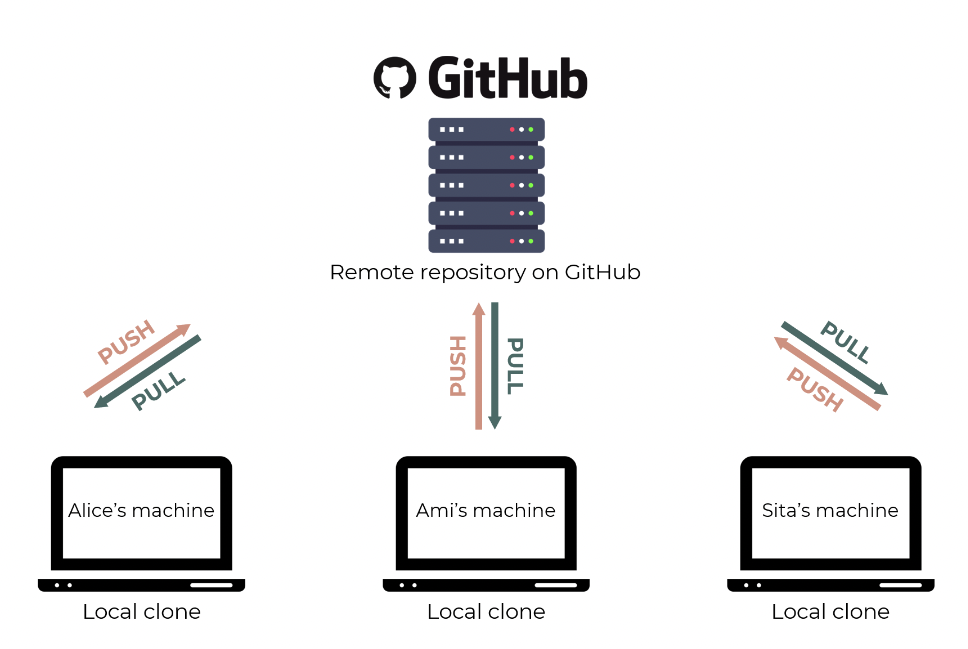 GitHub
Remote repository on GitHub
PUSH
PULL
PUSH
PULL
PULL
PUSH
Alice’s machine
Ami’s machine
Sita’s machine
Local clone
Local clone
Local clone